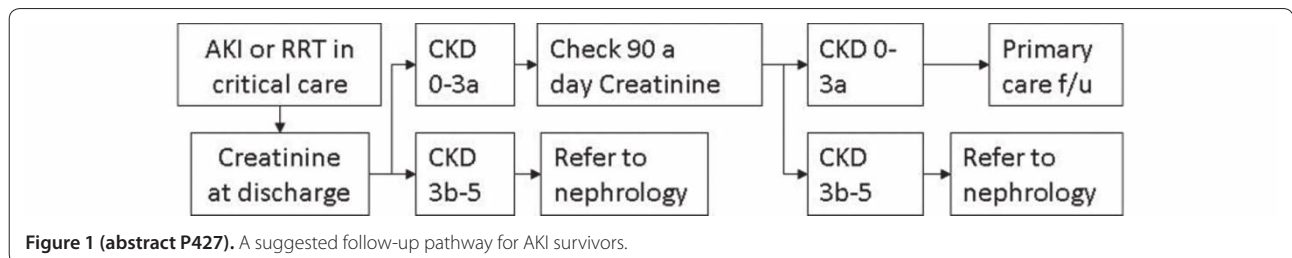 AKI or RRT in
critical care
Creatinine
at discharge
CKD
0-3a
CKD
3b-5
Check 90 a
day Creatinine
Refer to
nephrology
CKD 0-
3a
CKD
3b-5
Primary
care f/u
Refer to
nephrology
Figure 1 (abstract P427). A suggested follow-up pathway for AKI survivors.